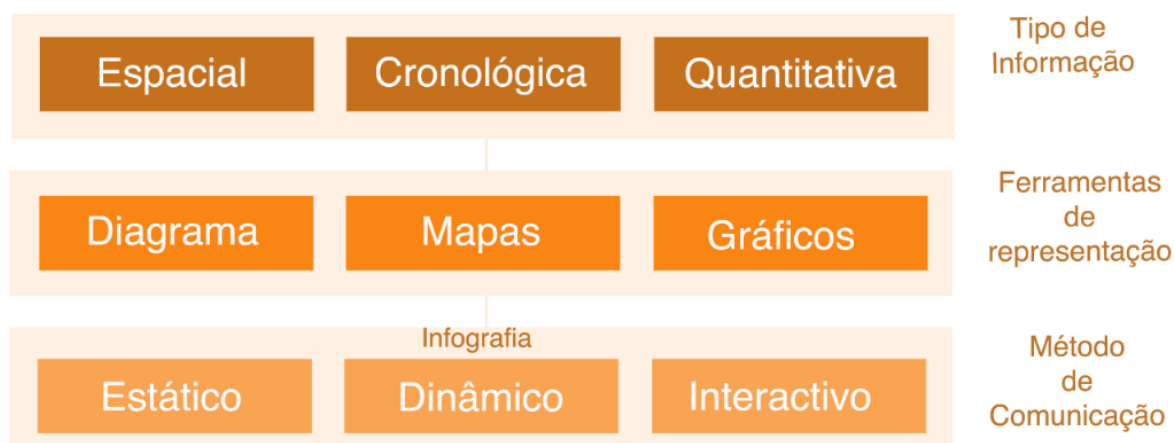 Espacial
Cronológica
Quantitativa
Tipo de
Informação
Diagrama
Mapas
Gráficos
Ferramentas
de
representação
Infografia
Estático
Dinâmico
Interactivo
Método
de
Comunicação